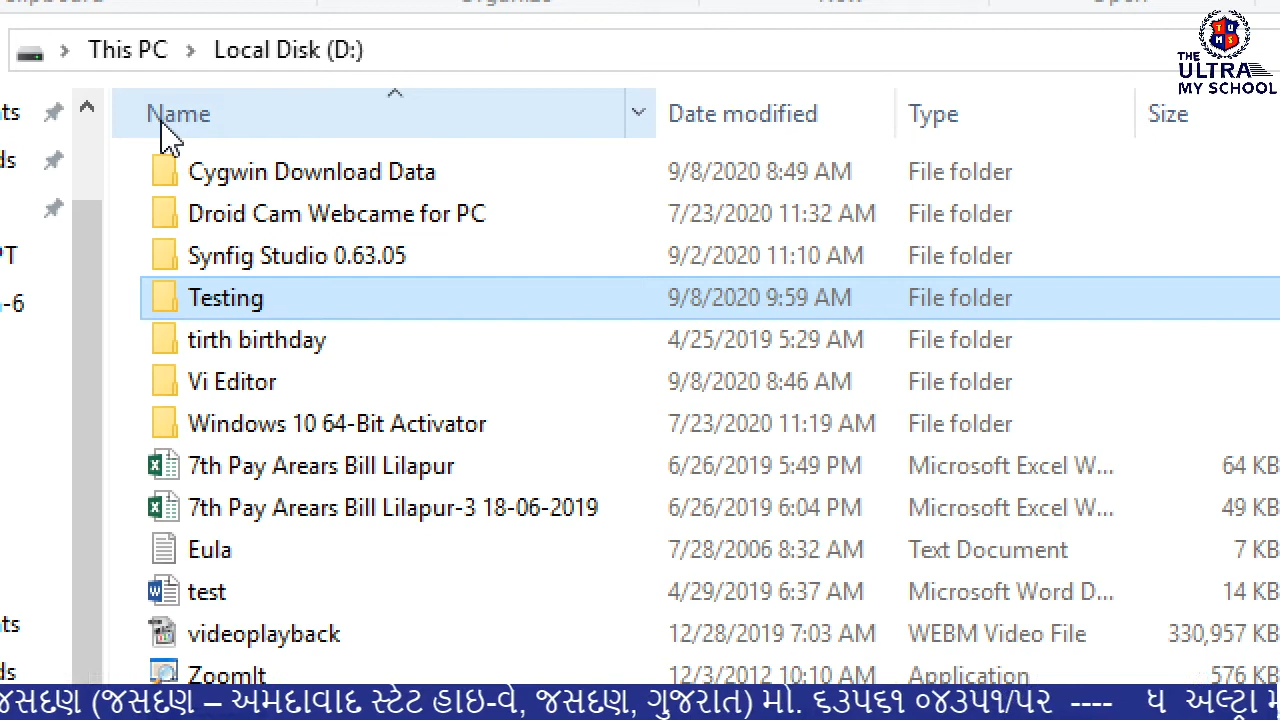 This PC > Local Disk (D:)
THE
ULTRA
MY SCHOOL
TUMS
Name Date modified Type Size
Cygwin Download Data 9/8/2020 8:49 AM File folder
Droid Cam Webcame for PC 7/23/2020 11:32 AM File folder
Synfig Studio 0.63.05 9/2/2020 11:10 AM File folder
Testing 9/8/2020 9:59 AM File folder
tirth birthday 4/25/2019 5:29 AM File folder
Vi Editor 9/8/2020 8:46 AM File folder
Windows 10 64-Bit Activator 7/23/2020 11:19 AM File folder
7th Pay Arears Bill Lilapur 6/26/2019 5:49 PM Microsoft Excel W... 64 KB
7th Pay Arears Bill Lilapur-3 18-06-2019 6/26/2019 6:04 PM Microsoft Excel W... 49 KB
Eula 7/28/2006 8:32 AM Text Document 7 KB
test 4/29/2019 6:37 AM Microsoft Word D... 14 KB
videoplayback 12/28/2019 7:03 AM WEBM Video File 330,957 KB
ZoomIt 12/3/2012 10:10 AM Application 576 KB
જસદણ (જસદણ – અમદાવાદ સ્ટેટ હાઇ-વે, જસદણ, ગુજરાત) મો. ૬૩૫૬૧ ૦૪૩૫૧/૫૨ ---- ધ અલ્ટ્રા